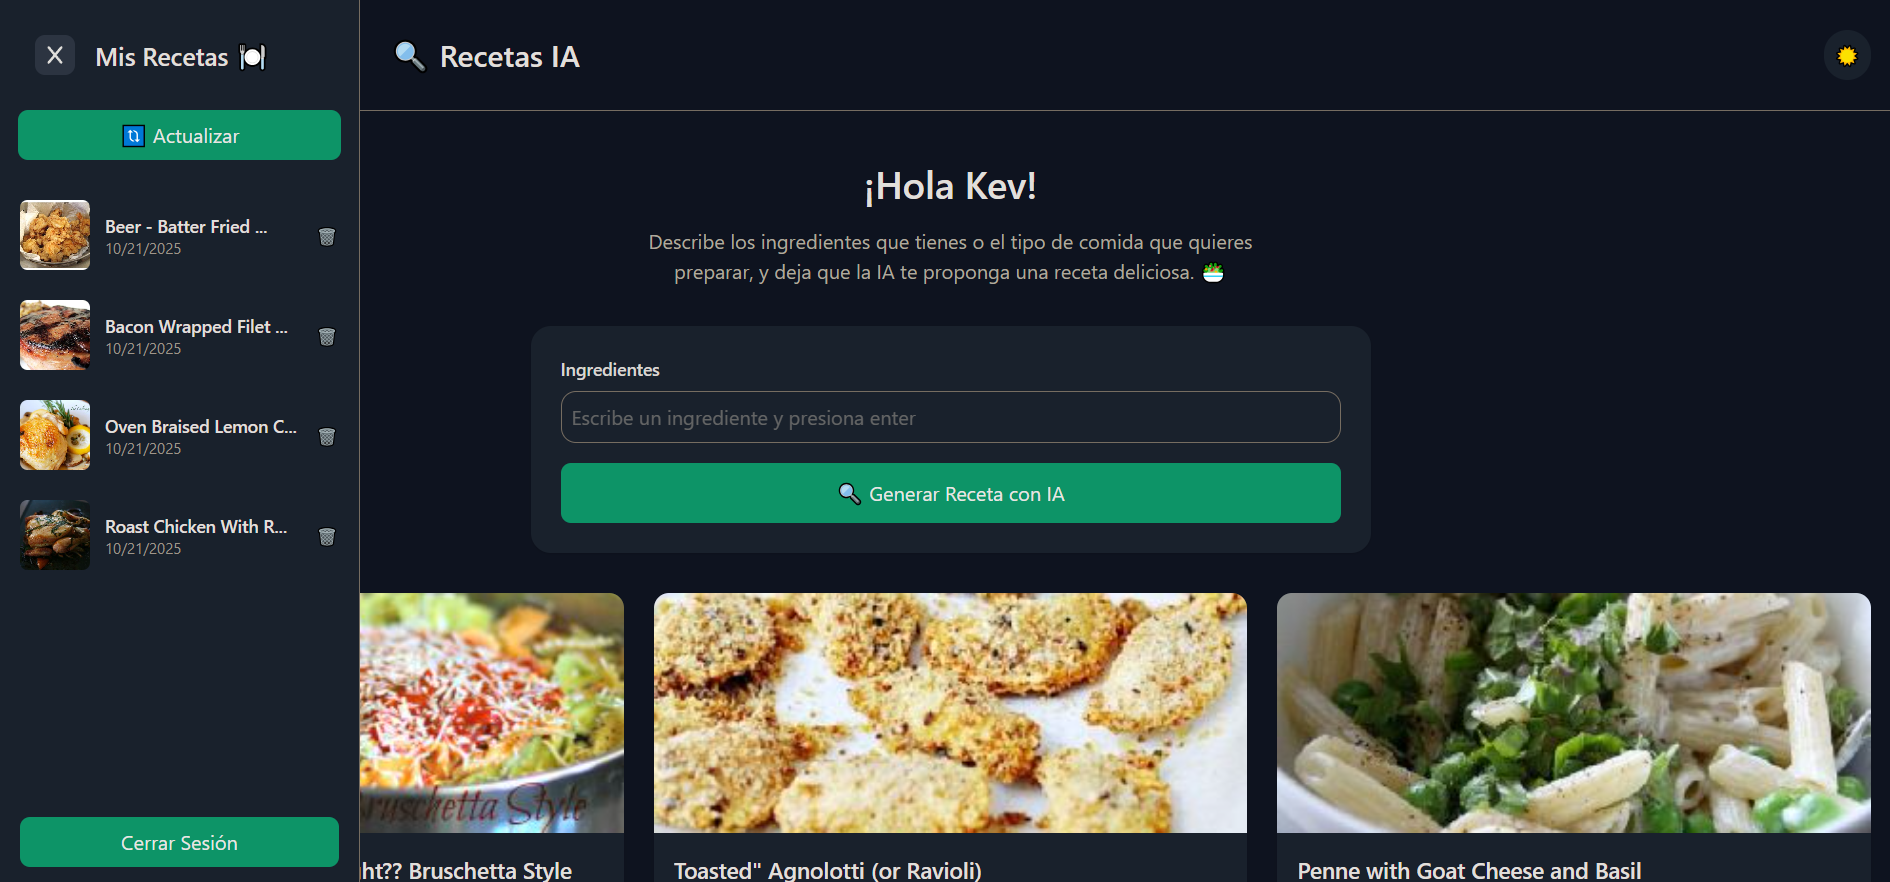 X
Mis Recetas
Actualizar
Beer - Batter Fried ...
10/21/2025
Bacon Wrapped Filet ...
10/21/2025
Oven Braised Lemon C...
10/21/2025
Roast Chicken With R...
10/21/2025
Cerrar Sesión
Recetas IA
¡Hola Kev!
Describe los ingredientes que tienes o el tipo de comida que quieres
preparar, y deja que la IA te proponga una receta deliciosa.
Ingredientes
Escribe un ingrediente y presiona enter
Generar Receta con IA
Bruschetta Style
ht?? Bruschetta Style
Toasted" Agnolotti (or Ravioli)
Penne with Goat Cheese and Basil